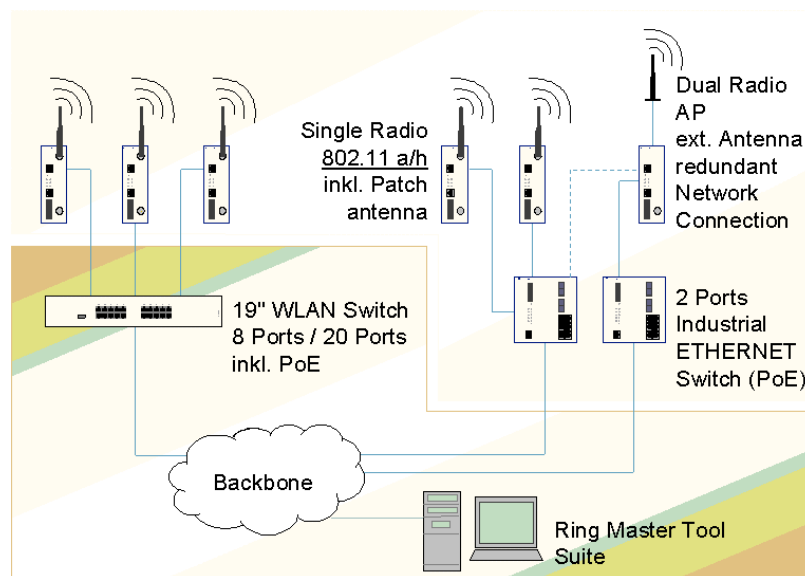 Single Radio
802.11 a/h
inkl. Patch
antenna
Dual Radio
AP
ext. Antenna
redundant
Network
Connection
19" WLAN Switch
8 Ports / 20 Ports
inkl. PoE
2 Ports
Industrial
ETHERNET
Switch (PoE)
Backbone
Ring Master Tool
Suite